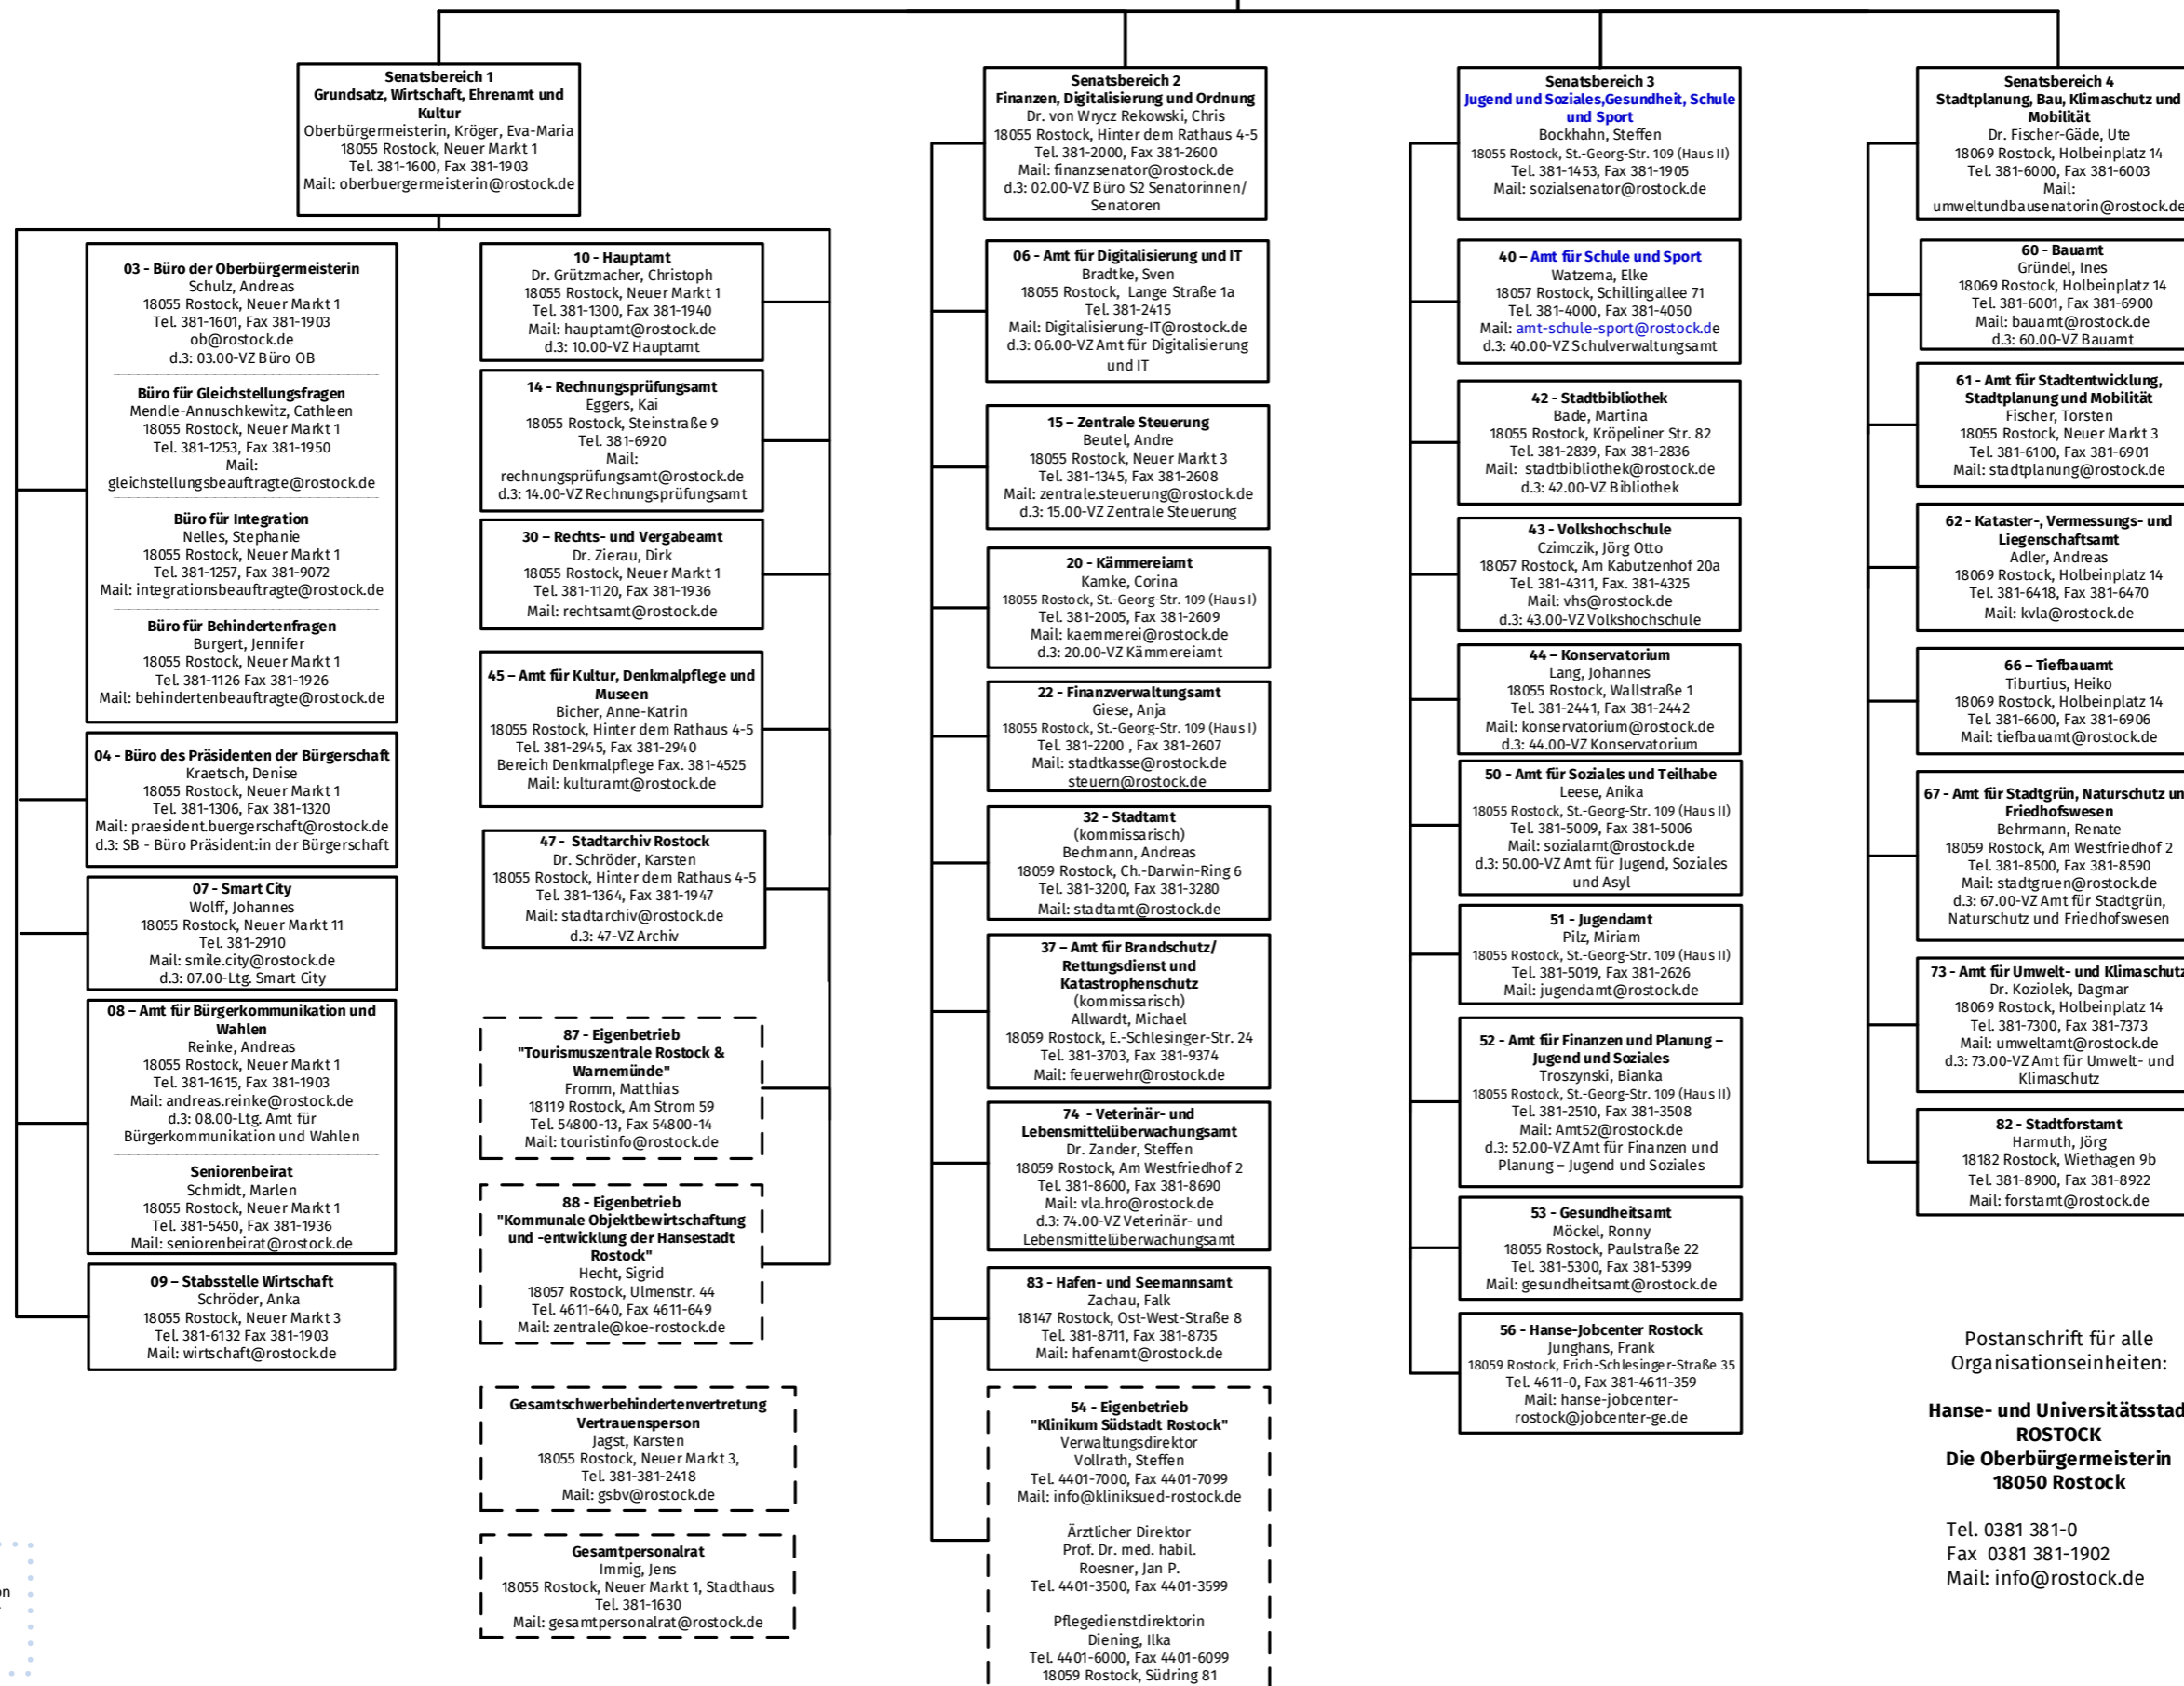 Senatsbereich 1
Grundsatz, Wirtschaft, Ehrenamt und
Kultur
Oberbürgermeisterin, Kröger, Eva-Maria
18055 Rostock, Neuer Markt 1
Tel. 381-1600, Fax 381-1903
Mail: oberbuergermeisterin@rostock.de
03 - Büro der Oberbürgermeisterin
Schulz, Andreas
18055 Rostock, Neuer Markt 1
Tel. 381-1601, Fax 381-1903
ob@rostock.de
d.3: 03.00-VZ Büro OB
Büro für Gleichstellungsfragen
Mendle-Annuschkewitz, Cathleen
18055 Rostock, Neuer Markt 1
Tel. 381-1253, Fax 381-1950
Mail:
gleichstellungsbeauftragte@rostock.de
Büro für Integration
Nelles, Stephanie
18055 Rostock, Neuer Markt 1
Tel. 381-1257, Fax 381-9072
Mail: integrationsbeauftragte@rostock.de
Büro für Behindertenfragen
Burgert, Jennifer
18055 Rostock, Neuer Markt 1
Tel. 381-1126 Fax 381-1926
Mail: behindertenbeauftragte@rostock.de
04 - Büro des Präsidenten der Bürgerschaft
Kraetsch, Denise
18055 Rostock, Neuer Markt 1
Tel. 381-1306, Fax 381-1320
Mail: praesident.buergerschaft@rostock.de
d.3: SB - Büro Präsident:in der Bürgerschaft
07 - Smart City
Wolff, Johannes
18055 Rostock, Neuer Markt 11
Tel. 381-2910
Mail: smile.city@rostock.de
d.3: 07.00-Ltg. Smart City
08 – Amt für Bürgerkommunikation und
Wahlen
Reinke, Andreas
18055 Rostock, Neuer Markt 1
Tel. 381-1615, Fax 381-1903
Mail: andreas.reinke@rostock.de
d.3: 08.00-Ltg. Amt für
Bürgerkommunikation und Wahlen
Seniorenbeirat
Schmidt, Marlen
18055 Rostock, Neuer Markt 1
Tel. 381-5450, Fax 381-1936
Mail: seniorenbeirat@rostock.de
09 – Stabsstelle Wirtschaft
Schröder, Anka
18055 Rostock, Neuer Markt 3
Tel. 381-6132 Fax 381-1903
Mail: wirtschaft@rostock.de
10 - Hauptamt
Dr. Grützmacher, Christoph
18055 Rostock, Neuer Markt 1
Tel. 381-1300, Fax 381-1940
Mail: hauptamt@rostock.de
d.3: 10.00-VZ Hauptamt
14 - Rechnungsprüfungsamt
Eggers, Kai
18055 Rostock, Steinstraße 9
Tel. 381-6920
Mail:
rechnungsprüfungsamt@rostock.de
d.3: 14.00-VZ Rechnungsprüfungsamt
30 – Rechts- und Vergabeamt
Dr. Zierau, Dirk
18055 Rostock, Neuer Markt 1
Tel. 381-1120, Fax 381-1936
Mail: rechtsamt@rostock.de
45 – Amt für Kultur, Denkmalpflege und
Museen
Bicher, Anne-Katrin
18055 Rostock, Hinter dem Rathaus 4-5
Tel. 381-2945, Fax 381-2940
Bereich Denkmalpflege Fax. 381-4525
Mail: kulturamt@rostock.de
47 - Stadtarchiv Rostock
Dr. Schröder, Karsten
18055 Rostock, Hinter dem Rathaus 4-5
Tel. 381-1364, Fax 381-1947
Mail: stadtarchiv@rostock.de
d.3: 47-VZ Archiv
87 - Eigenbetrieb
"Tourismuszentrale Rostock &
Warnemünde"
Fromm, Matthias
18119 Rostock, Am Strom 59
Tel. 54800-13, Fax 54800-14
Mail: touristinfo@rostock.de
88 - Eigenbetrieb
"Kommunale Objektbewirtschaftung
und -entwicklung der Hansestadt
Rostock"
Hecht, Sigrid
18057 Rostock, Ulmenstr. 44
Tel. 4611-640, Fax 4611-649
Mail: zentrale@koe-rostock.de
Gesamtschwerbehindertenvertretung
Vertrauensperson
Jagst, Karsten
18055 Rostock, Neuer Markt 3,
Tel. 381-381-2418
Mail: gsbv@rostock.de
Gesamtpersonalrat
Immig, Jens
18055 Rostock, Neuer Markt 1, Stadthaus
Tel. 381-1630
Mail: gesamtpersonalrat@rostock.de
Senatsbereich 2
Finanzen, Digitalisierung und Ordnung
Dr. von Wrycz Rekowski, Chris
18055 Rostock, Hinter dem Rathaus 4-5
Tel. 381-2000, Fax 381-2600
Mail: finanzsenator@rostock.de
d.3: 02.00-VZ Büro S2 Senatorinnen/
Senatoren
06 - Amt für Digitalisierung und IT
Bradtke, Sven
18055 Rostock, Lange Straße 1a
Tel. 381-2415
Mail: Digitalisierung-IT@rostock.de
d.3: 06.00-VZ Amt für Digitalisierung
und IT
15 – Zentrale Steuerung
Beutel, Andre
18055 Rostock, Neuer Markt 3
Tel. 381-1345, Fax 381-2608
Mail: zentrale.steuerung@rostock.de
d.3: 15.00-VZ Zentrale Steuerung
20 - Kämmereiamt
Kamke, Corina
18055 Rostock, St.-Georg-Str. 109 (Haus I)
Tel. 381-2005, Fax 381-2609
Mail: kaemmerei@rostock.de
d.3: 20.00-VZ Kämmereiamt
22 - Finanzverwaltungsamt
Giese, Anja
18055 Rostock, St.-Georg-Str. 109 (Haus I)
Tel. 381-2200 , Fax 381-2607
Mail: stadtkasse@rostock.de
steuern@rostock.de
32 - Stadtamt
(kommissarisch)
Bechmann, Andreas
18059 Rostock, Ch.-Darwin-Ring 6
Tel. 381-3200, Fax 381-3280
Mail: stadtamt@rostock.de
37 – Amt für Brandschutz/
Rettungsdienst und
Katastrophenschutz
(kommissarisch)
Allwardt, Michael
18059 Rostock, E.-Schlesinger-Str. 24
Tel. 381-3703, Fax 381-9374
Mail: feuerwehr@rostock.de
74 - Veterinär- und
Lebensmittelüberwachungsamt
Dr. Zander, Steffen
18059 Rostock, Am Westfriedhof 2
Tel. 381-8600, Fax 381-8690
Mail: vla.hro@rostock.de
d.3: 74.00-VZ Veterinär- und
Lebensmittelüberwachungsamt
83 - Hafen- und Seemannsamt
Zachau, Falk
18147 Rostock, Ost-West-Straße 8
Tel. 381-8711, Fax 381-8735
Mail: hafenamt@rostock.de
54 - Eigenbetrieb
"Klinikum Südstadt Rostock"
Verwaltungsdirektor
Vollrath, Steffen
Tel. 4401-7000, Fax 4401-7099
Mail: info@kliniksued-rostock.de
Ärztlicher Direktor
Prof. Dr. med. habil.
Roesner, Jan P.
Tel. 4401-3500, Fax 4401-3599
Pflegedienstdirektorin
Diening, Ilka
Tel. 4401-6000, Fax 4401-6099
18059 Rostock, Südring 81
Senatsbereich 3
Jugend und Soziales,Gesundheit, Schule
und Sport
Bockhahn, Steffen
18055 Rostock, St.-Georg-Str. 109 (Haus II)
Tel. 381-1453, Fax 381-1905
Mail: sozialsenator@rostock.de
40 – Amt für Schule und Sport
Watzema, Elke
18057 Rostock, Schillingallee 71
Tel. 381-4000, Fax 381-4050
Mail: amt-schule-sport@rostock.de
d.3: 40.00-VZ Schulverwaltungsamt
42 - Stadtbibliothek
Bade, Martina
18055 Rostock, Kröpeliner Str. 82
Tel. 381-2839, Fax 381-2836
Mail: stadtbibliothek@rostock.de
d.3: 42.00-VZ Bibliothek
43 - Volkshochschule
Czimczik, Jörg Otto
18057 Rostock, Am Kabutzenhof 20a
Tel. 381-4311, Fax. 381-4325
Mail: vhs@rostock.de
d.3: 43.00-VZ Volkshochschule
44 – Konservatorium
Lang, Johannes
18055 Rostock, Wallstraße 1
Tel. 381-2441, Fax 381-2442
Mail: konservatorium@rostock.de
d.3: 44.00-VZ Konservatorium
50 - Amt für Soziales und Teilhabe
Leese, Anika
18055 Rostock, St.-Georg-Str. 109 (Haus II)
Tel. 381-5009, Fax 381-5006
Mail: sozialamt@rostock.de
d.3: 50.00-VZ Amt für Jugend, Soziales
und Asyl
51 - Jugendamt
Pilz, Miriam
18055 Rostock, St.-Georg-Str. 109 (Haus II)
Tel. 381-5019, Fax 381-2626
Mail: jugendamt@rostock.de
52 - Amt für Finanzen und Planung –
Jugend und Soziales
Troszynski, Bianka
18055 Rostock, St.-Georg-Str. 109 (Haus II)
Tel. 381-2510, Fax 381-3508
Mail: Amt52@rostock.de
d.3: 52.00-VZ Amt für Finanzen und
Planung – Jugend und Soziales
53 - Gesundheitsamt
Möckel, Ronny
18055 Rostock, Paulstraße 22
Tel. 381-5300, Fax 381-5399
Mail: gesundheitsamt@rostock.de
56 - Hanse-Jobcenter Rostock
Junghans, Frank
18059 Rostock, Erich-Schlesinger-Straße 35
Tel. 4611-0, Fax 381-4611-359
Mail: hanse-jobcenter-
rostock@jobcenter-ge.de
Senatsbereich 4
Stadtplanung, Bau, Klimaschutz und
Mobilität
Dr. Fischer-Gäde, Ute
18069 Rostock, Holbeinplatz 14
Tel. 381-6000, Fax 381-6003
Mail:
umweltundbausenatorin@rostock.de
60 - Bauamt
Gründel, Ines
18069 Rostock, Holbeinplatz 14
Tel. 381-6001, Fax 381-6900
Mail: bauamt@rostock.de
d.3: 60.00-VZ Bauamt
61 - Amt für Stadtentwicklung,
Stadtplanung und Mobilität
Fischer, Torsten
18055 Rostock, Neuer Markt 3
Tel. 381-6100, Fax 381-6901
Mail: stadtplanung@rostock.de
62 - Kataster-, Vermessungs- und
Liegenschaftsamt
Adler, Andreas
18069 Rostock, Holbeinplatz 14
Tel. 381-6418, Fax 381-6470
Mail: kvla@rostock.de
66 – Tiefbauamt
Tiburtius, Heiko
18069 Rostock, Holbeinplatz 14
Tel. 381-6600, Fax 381-6906
Mail: tiefbauamt@rostock.de
67 - Amt für Stadtgrün, Naturschutz un
Friedhofswesen
Behrmann, Renate
18059 Rostock, Am Westfriedhof 2
Tel. 381-8500, Fax 381-8590
Mail: stadtgruen@rostock.de
d.3: 67.00-VZ Amt für Stadtgrün,
Naturschutz und Friedhofswesen
73 - Amt für Umwelt- und Klimaschutz
Dr. Koziolek, Dagmar
18069 Rostock, Holbeinplatz 14
Tel. 381-7300, Fax 381-7373
Mail: umweltamt@rostock.de
d.3: 73.00-VZ Amt für Umwelt- und
Klimaschutz
82 - Stadtforstamt
Harmuth, Jörg
18182 Rostock, Wiethagen 9b
Tel. 381-8900, Fax 381-8922
Mail: forstamt@rostock.de
Postanschrift für alle
Organisationseinheiten:
Hanse- und Universitätsstad
ROSTOCK
Die Oberbürgermeisterin
18050 Rostock
Tel. 0381 381-0
Fax 0381 381-1902
Mail: info@rostock.de
on